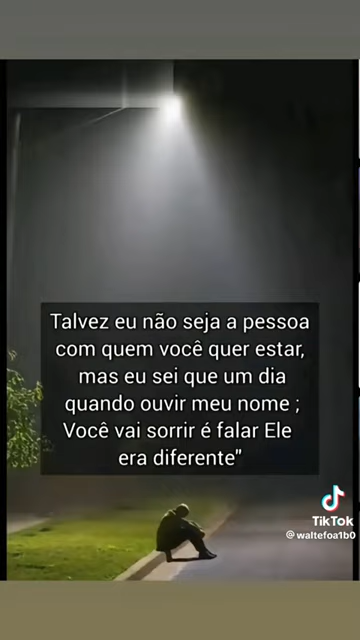 Talvez eu não seja a pessoa
com quem você quer estar,
mas eu sei que um dia
quando ouvir meu nome ;
Você vai sorrir é falar Ele
era diferente"
TikTok
@waltefoa1b0